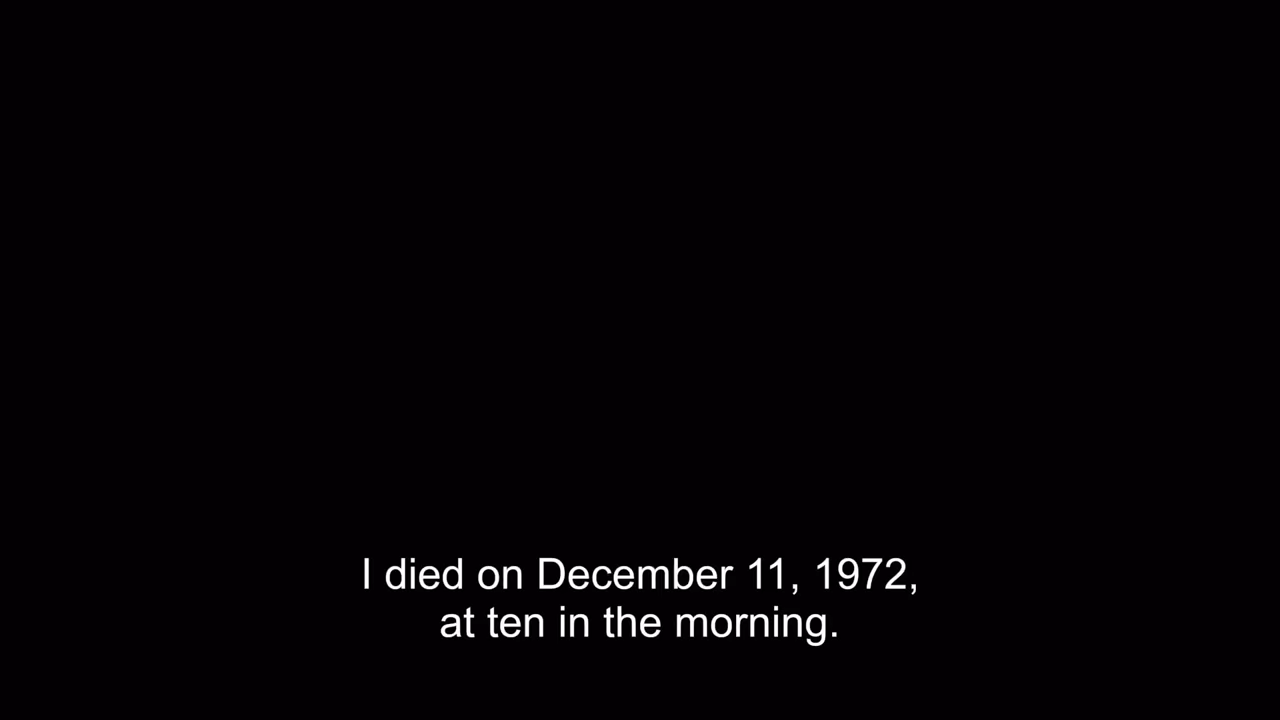 I died on December 11, 1972,
at ten in the morning.